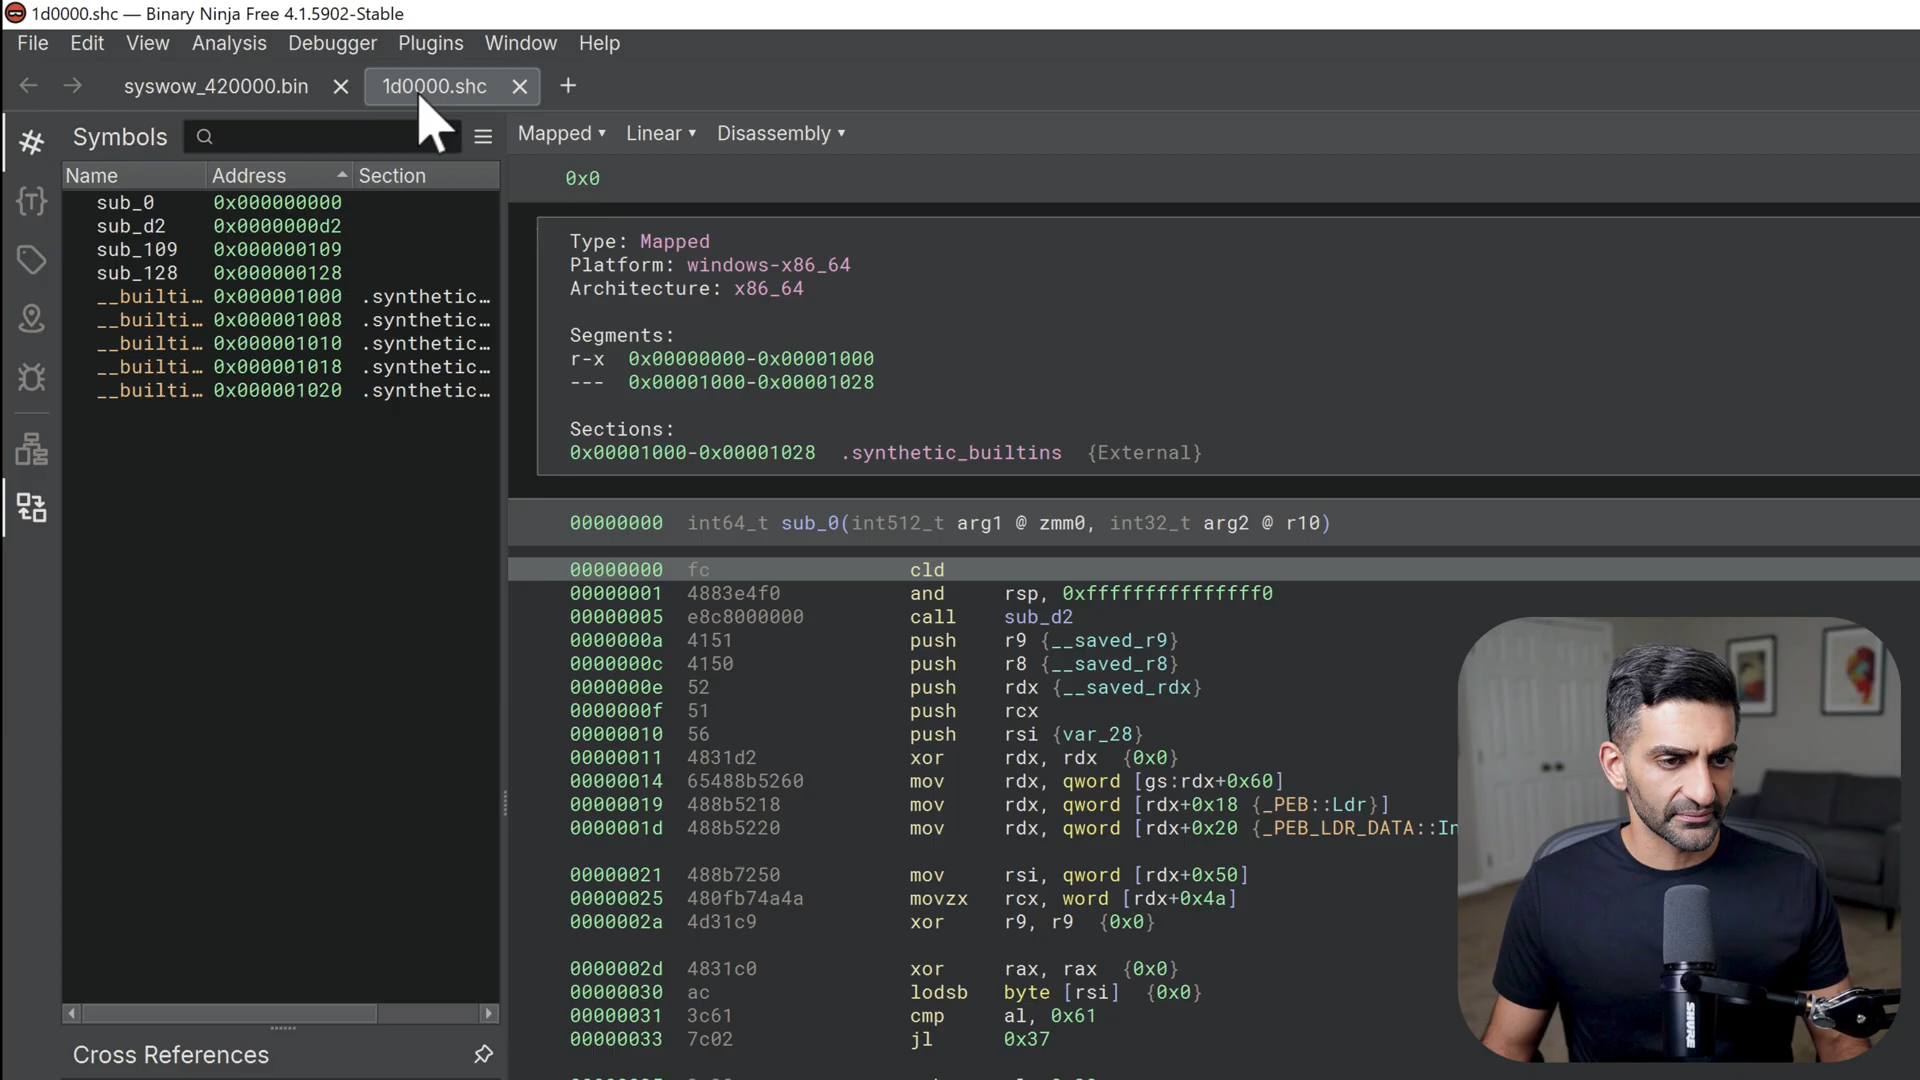 1d0000.shc — Binary Ninja Free 4.1.5902-Stable
File Edit View Analysis Debugger Plugins Window Help
syswow_420000.bin 1d0000.shc
Symbols Mapped Linear Disassembly
Name Address Section 0x0
sub_0 0x000000000
sub_d2 0x0000000d2
sub_109 0x000000109
sub_128 0x000000128
__builti… 0x000001000 .synthetic…
__builti… 0x000001008 .synthetic…
__builti… 0x000001010 .synthetic…
__builti… 0x000001018 .synthetic…
__builti… 0x000001020 .synthetic…
Type: Mapped
Platform: windows-x86_64
Architecture: x86_64
Segments:
r-x 0x00000000-0x00001000
--- 0x00001000-0x00001028
Sections:
0x00001000-0x00001028 .synthetic_builtins {External}
00000000 int64_t sub_0(int512_t arg1 @ zmm0, int32_t arg2 @ r10)
00000000 fc cld
00000001 4883e4f0 and rsp, 0xfffffffffffffff0
00000005 e8c8000000 call sub_d2
0000000a 4151 push r9 {__saved_r9}
0000000c 4150 push r8 {__saved_r8}
0000000e 52 push rdx {__saved_rdx}
0000000f 51 push rcx
00000010 56 push rsi {var_28}
00000011 4831d2 xor rdx, rdx {0x0}
00000014 65488b5260 mov rdx, qword [gs:rdx+0x60]
00000019 488b5218 mov rdx, qword [rdx+0x18 {_PEB::Ldr}]
0000001d 488b5220 mov rdx, qword [rdx+0x20 {_PEB_LDR_DATA::In
00000021 488b7250 mov rsi, qword [rdx+0x50]
00000025 480fb74a4a movzx rcx, word [rdx+0x4a]
0000002a 4d31c9 xor r9, r9 {0x0}
0000002d 4831c0 xor rax, rax {0x0}
00000030 ac lodsb byte [rsi] {0x0}
00000031 3c61 cmp al, 0x61
00000033 7c02 jl 0x37
Cross References
SHURE